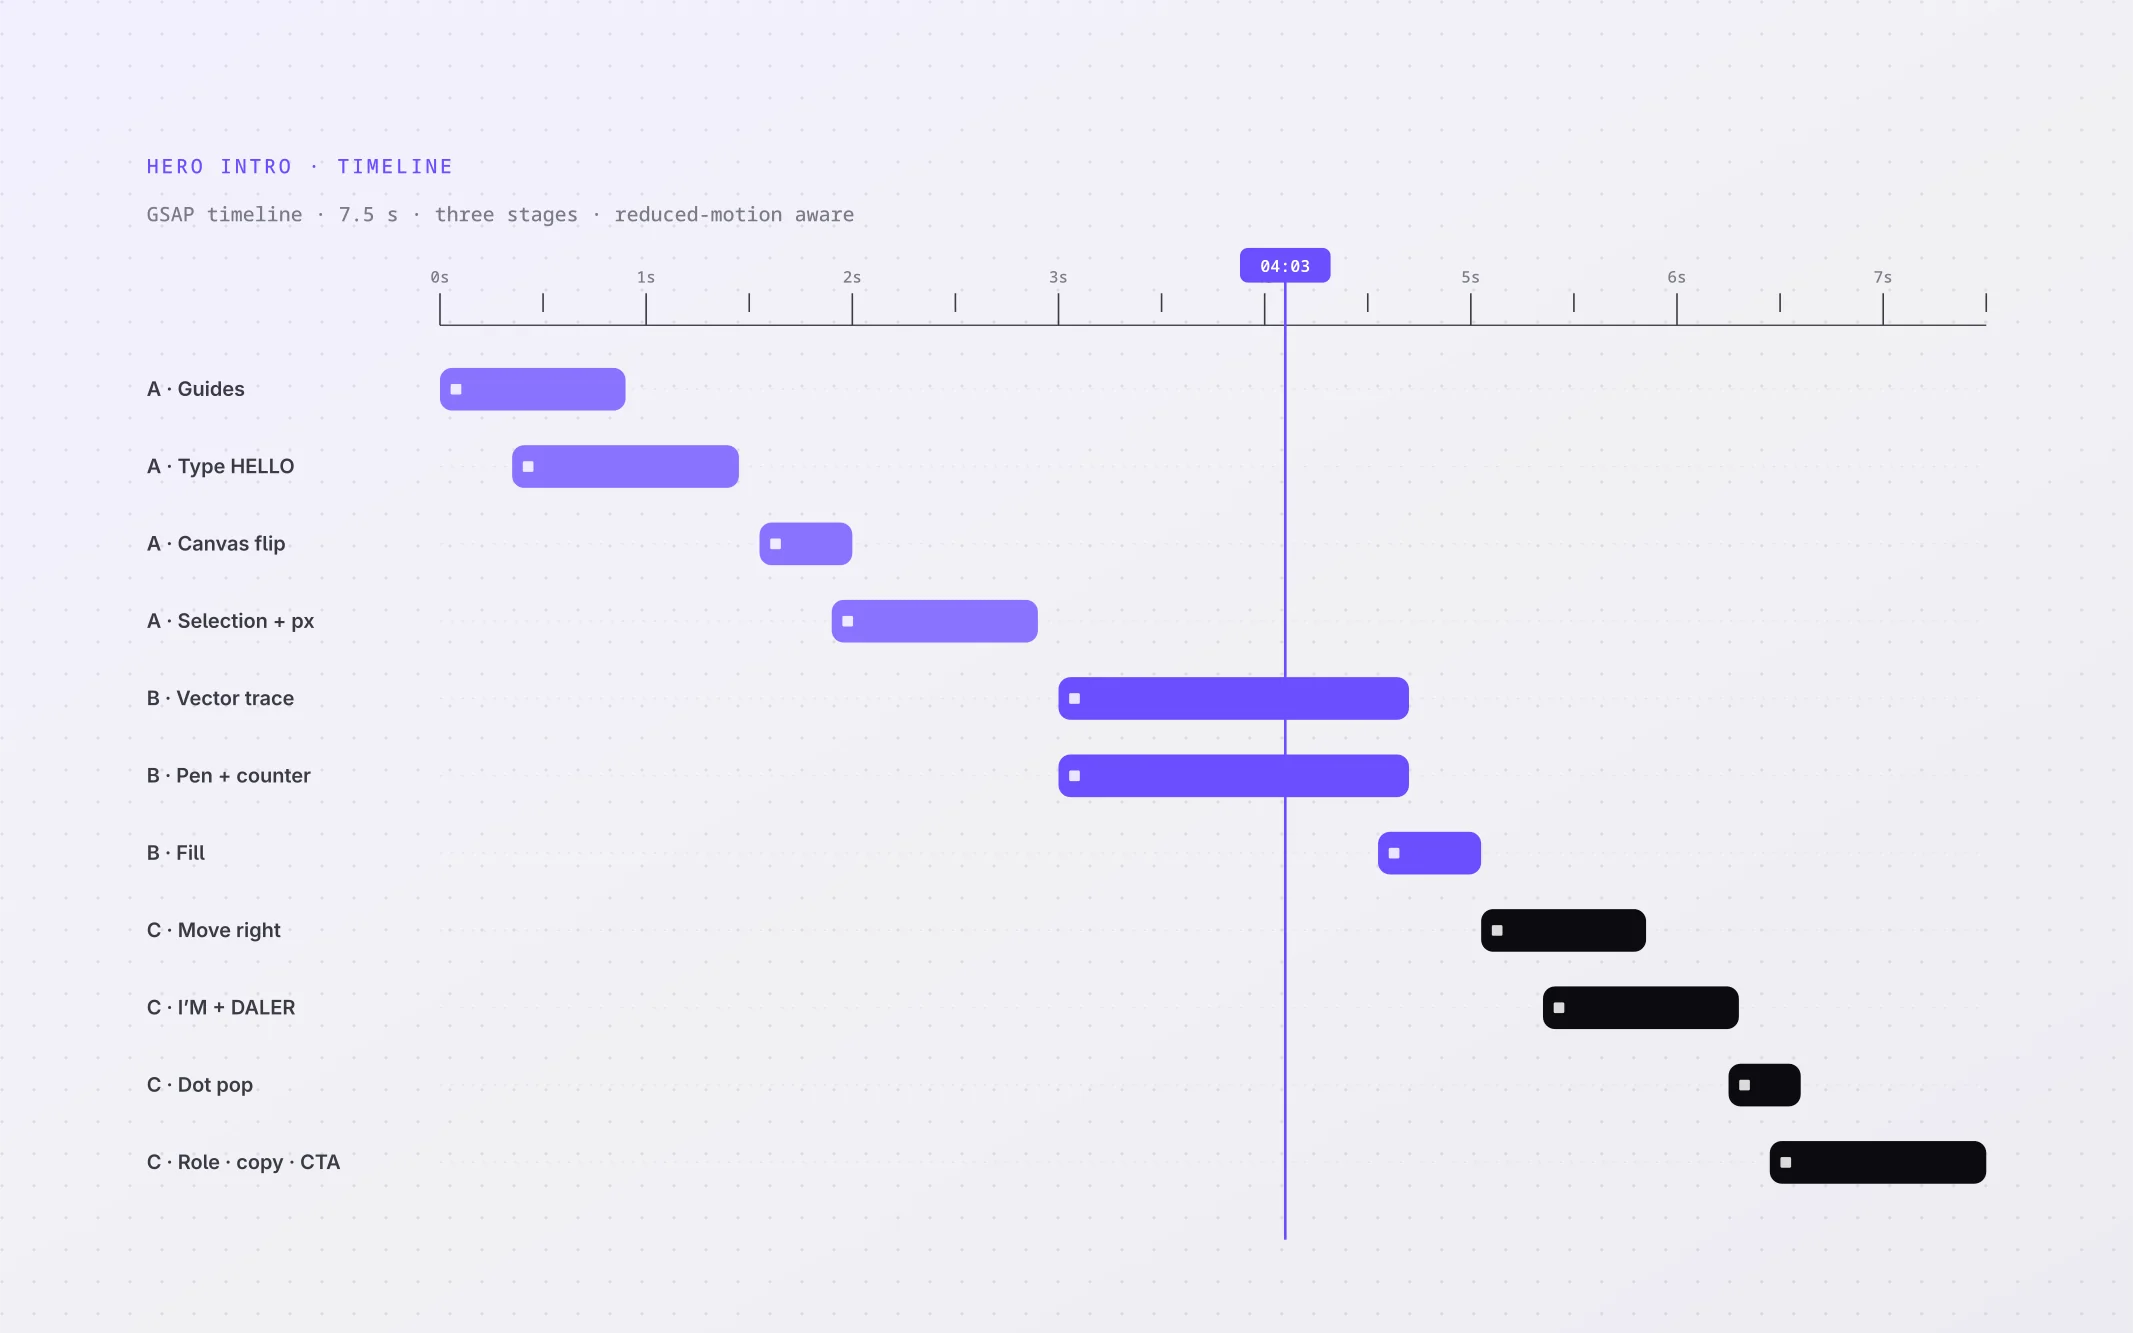 HERO INTRO · TIMELINE
GSAP timeline · 7.5 s · three stages · reduced-motion aware
0s 1s 2s 3s 04:03 5s 6s 7s
A · Guides
A · Type HELLO
A · Canvas flip
A · Selection + px
B · Vector trace
B · Pen + counter
B · Fill
C · Move right
C · I’M + DALER
C · Dot pop
C · Role · copy · CTA